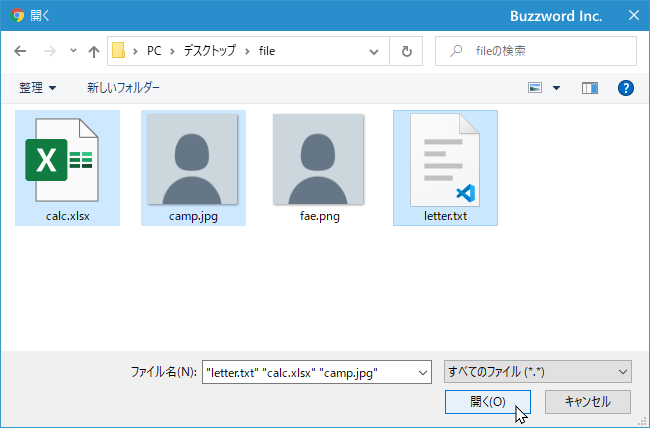 開く
Buzzword Inc.
PC デスクトップ file
fileの検索
整理 新しいフォルダー
?
X
calc.xlsx
camp.jpg
fae.png
letter.txt
ファイル名(N): "letter.txt" "calc.xlsx" "camp.jpg"
すべてのファイル (*.*)
開く(O)
キャンセル